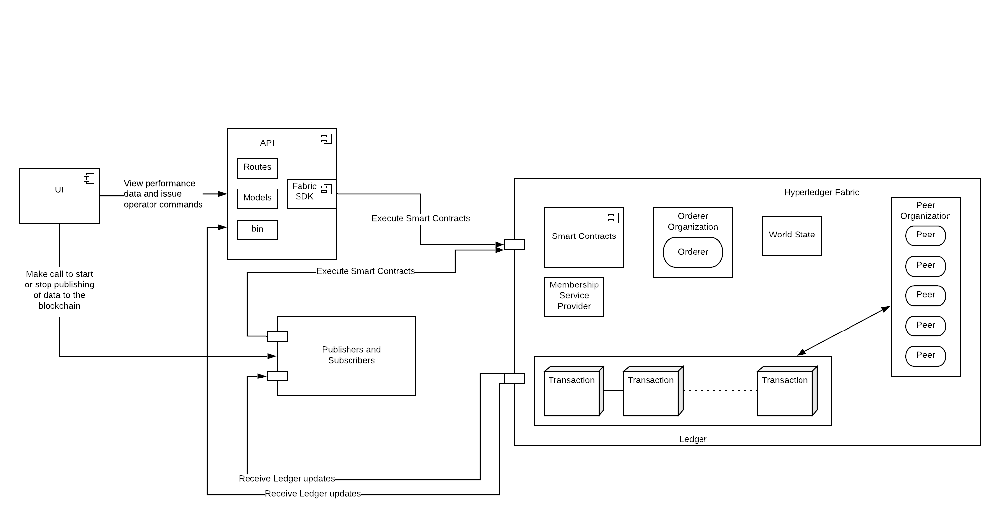 UI
View performance
data and issue
operator commands
Make call to start
or stop publishing
of data to the
blockchain
API
Routes
Models
bin
Fabric
SDK
Execute Smart Contracts
Execute Smart Contracts
Publishers and
Subscribers
Receive Ledger updates
Receive Ledger updates
Hyperledger Fabric
Smart Contracts
Orderer
Organization
Orderer
World State
Peer
Organization
Peer
Peer
Peer
Peer
Peer
Membership
Service
Provider
Transaction
Transaction
Transaction
Ledger